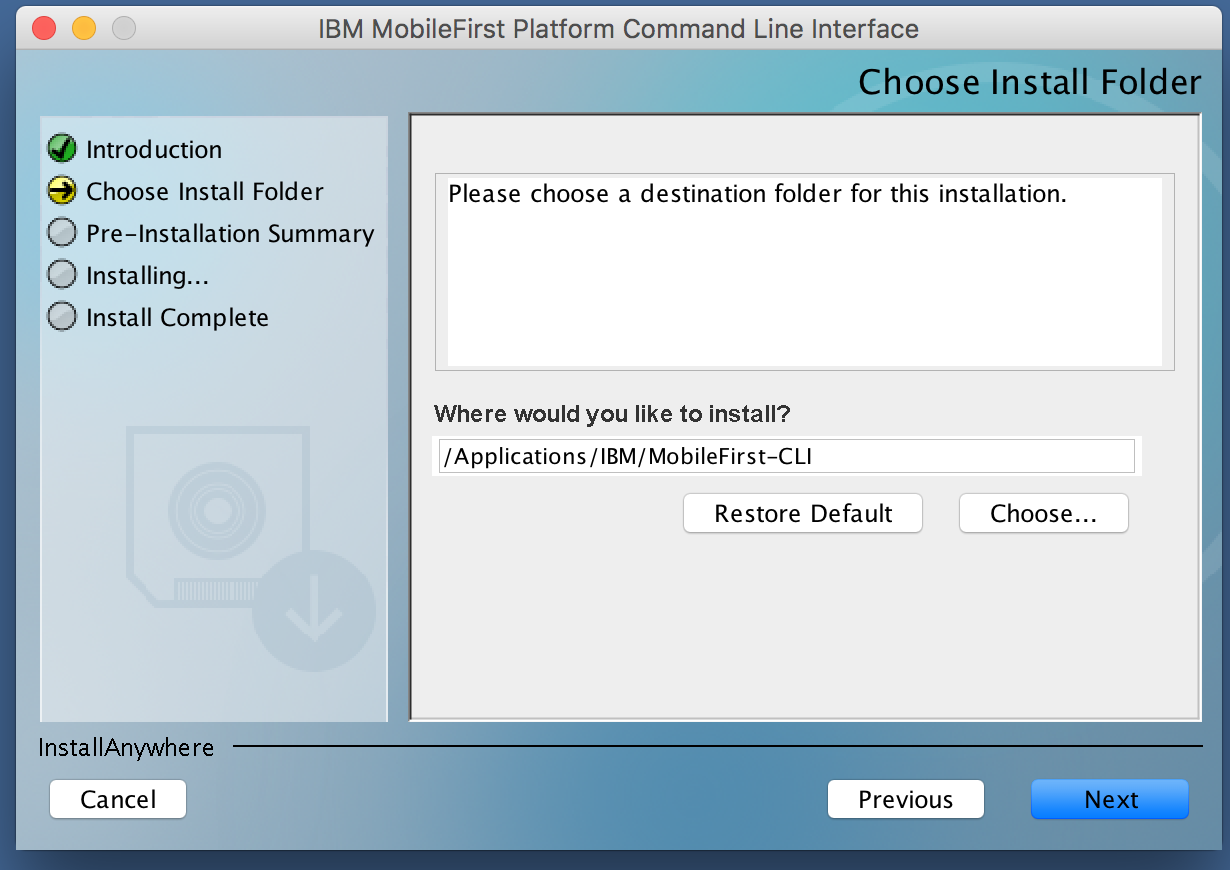 IBM MobileFirst Platform Command Line Interface
Choose Install Folder
Introduction
Choose Install Folder
Pre-Installation Summary
Installing...
Install Complete
Please choose a destination folder for this installation.
Where would you like to install?
/Applications/IBM/MobileFirst-CLI
Restore Default
Choose...
InstallAnywhere
Cancel
Previous
Next